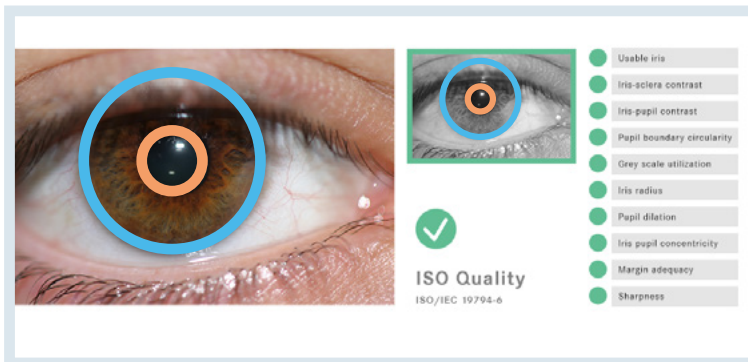 Usable iris
Iris-sclera contrast
Iris-pupil contrast
Pupil boundary circularity
Grey scale utilization
Iris radius
Pupil dilation
Iris pupil concentricity
Margin adequacy
Sharpness
ISO Quality
ISO/IEC 19794-6